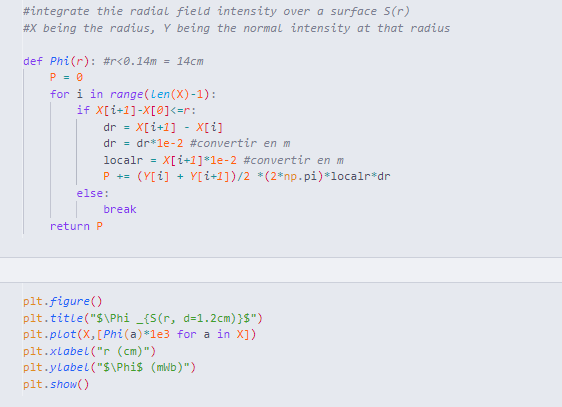 #integrate thie radial field intensity over a surface S(r)
#X being the radius, Y being the normal intensity at that radius
def Phi(r): #r<0.14m = 14cm
    P = 0
    for i in range(len(X)-1):
        if X[i+1]-X[0]<=r:
            dr = X[i+1] - X[i]
            dr = dr*1e-2 #convertir en m
            localr = X[i+1]*1e-2 #convertir en m
            P += (Y[i] + Y[i+1])/2 *(2*np.pi)*localr*dr
        else:
            break
    return P
plt.figure()
plt.title("$\Phi _{S(r, d=1.2cm)}$")
plt.plot(X,[Phi(a)*1e3 for a in X])
plt.xlabel("r (cm)")
plt.ylabel("$\Phi$ (mWb)")
plt.show()